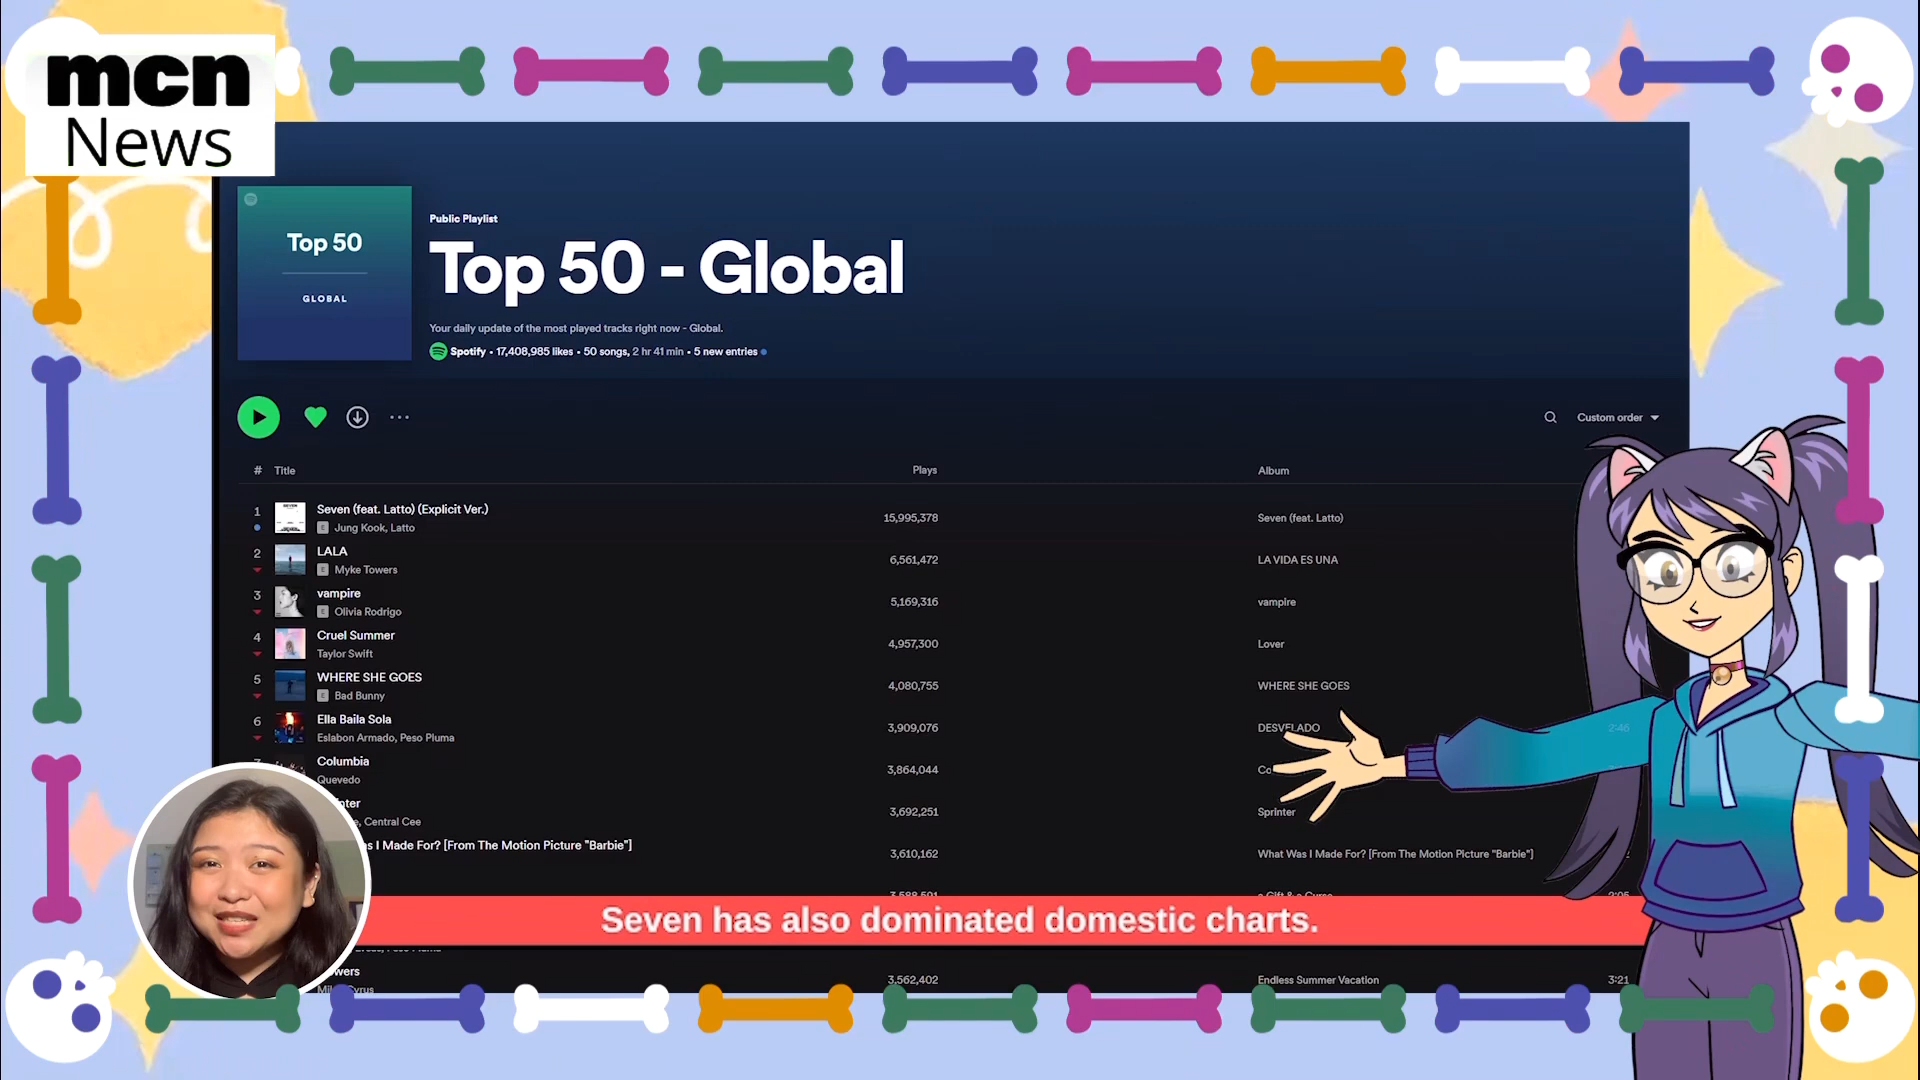 mcn
News
Top 50
GLOBAL
Public Playlist
Top 50 - Global
Your daily update of the most played tracks right now - Global.
Spotify • 17,408,985 likes • 50 songs, 2 hr 41 min • 5 new entries
Custom order
# Title Plays Album
1 Seven (feat. Latto) (Explicit Ver.) 15,995,378 Seven (feat. Latto)
E Jung Kook, Latto
2 LALA 6,561,472 LA VIDA ES UNA
E Myke Towers
3 vampire 5,169,316 vampire
E Olivia Rodrigo
4 Cruel Summer 4,957,300 Lover
Taylor Swift
5 WHERE SHE GOES 4,080,755 WHERE SHE GOES
E Bad Bunny
6 Ella Baila Sola 3,909,076 DESVELADO 2:46
Eslabon Armado, Peso Pluma
Columbia 3,864,044 Co
Quevedo
nter 3,692,251 Sprinter
e, Central Cee
as I Made For? [From The Motion Picture "Barbie"] 3,610,162 What Was I Made For? [From The Motion Picture "Barbie"]
Seven has also dominated domestic charts.
wers 3,562,402 Endless Summer Vacation 3:21